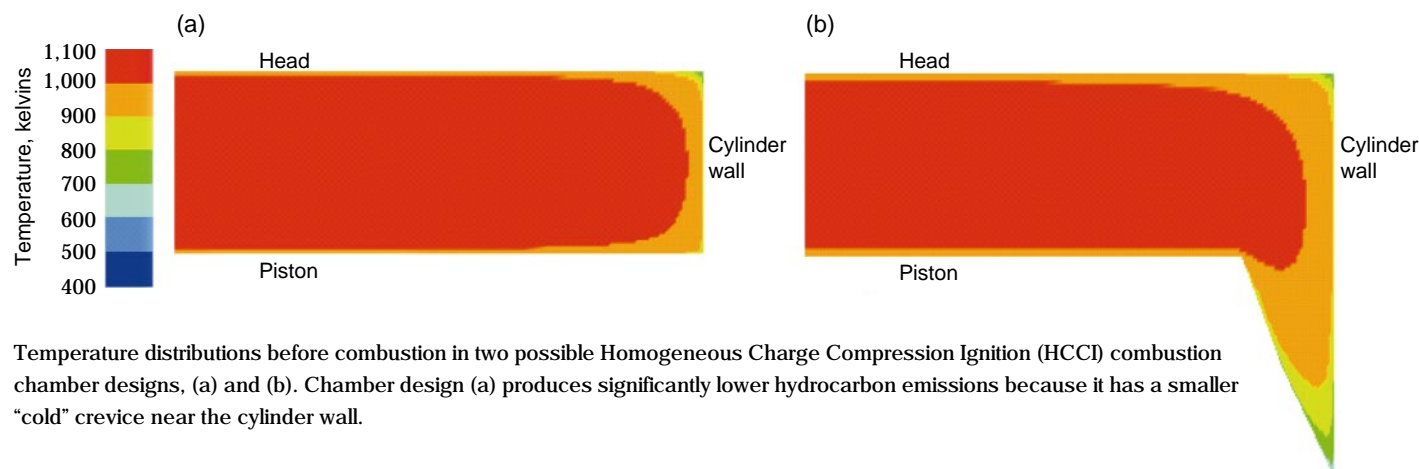 (a)
(b)
1,100
1,000
900
800
700
600
500
400
Temperature, kelvins
Head
Piston
Cylinder
wall
Head
Piston
Cylinder
wall
Temperature distributions before combustion in two possible Homogeneous Charge Compression Ignition (HCCI) combustion
chamber designs, (a) and (b). Chamber design (a) produces significantly lower hydrocarbon emissions because it has a smaller
“cold” crevice near the cylinder wall.